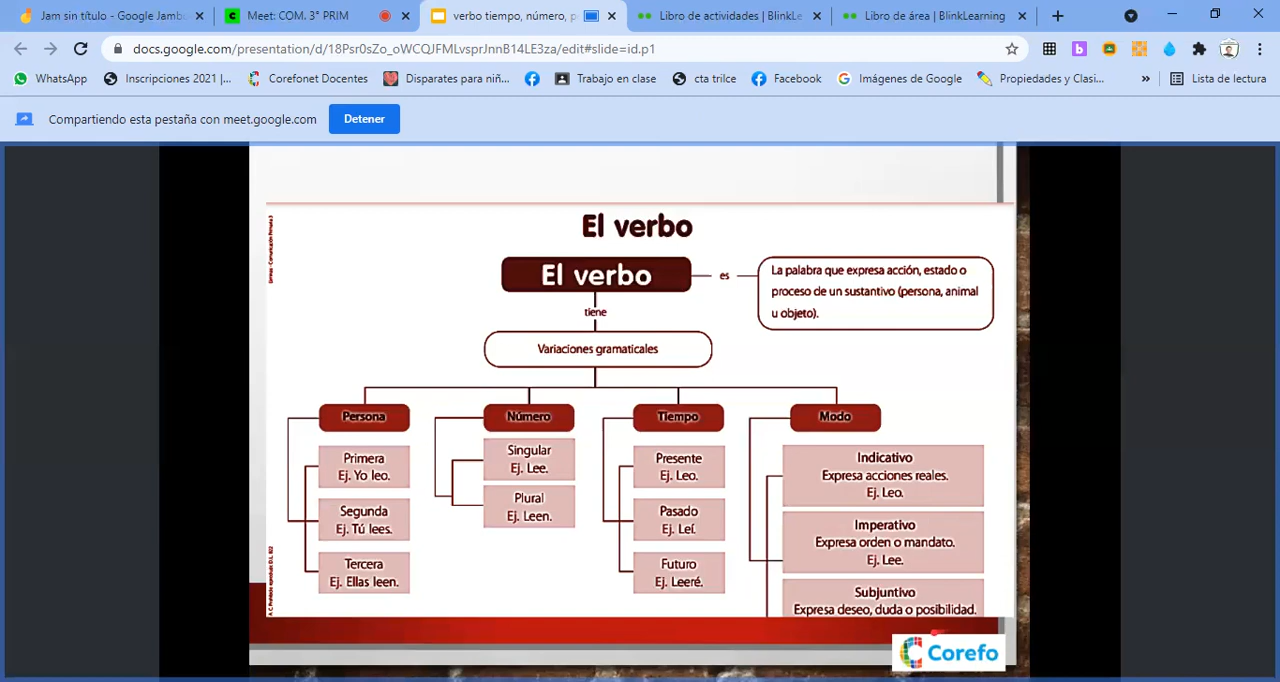 Jam sin título - Google Jamb
Meet: COM. 3° PRIM
verbo tiempo, número, p
Libro de actividades | BlinkLe
Libro de área | BlinkLearning
docs.google.com/presentation/d/18Psr0sZo_oWCQJFMLvsprJnnB14LE3za/edit#slide=id.p1
WhatsApp
Inscripciones 2021 |...
Corefonet Docentes
Disparates para niñ...
Trabajo en clase
cta trilce
Facebook
Imágenes de Google
Propiedades y Clasi...
»
Lista de lectura
Compartiendo esta pestaña con meet.google.com
Detener
El verbo
El verbo
es
La palabra que expresa acción, estado o
proceso de un sustantivo (persona, animal
u objeto).
tiene
Variaciones gramaticales
Persona
Primera
Ej. Yo leo.
Segunda
Ej. Tú lees.
Tercera
Ej. Ellas leen.
Número
Singular
Ej. Lee.
Plural
Ej. Leen.
Tiempo
Presente
Ej. Leo.
Pasado
Ej. Leí.
Futuro
Ej. Leeré.
Modo
Indicativo
Expresa acciones reales.
Ej. Leo.
Imperativo
Expresa orden o mandato.
Ej. Lee.
Subjuntivo
Expresa deseo, duda o posibilidad.
Corefo